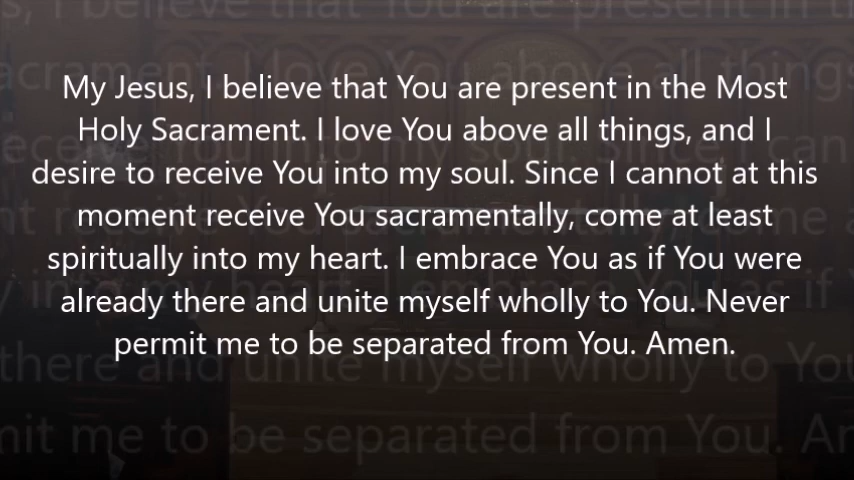 My Jesus, I believe that You are present in the Most
Holy Sacrament. I love You above all things, and I
desire to receive You into my soul. Since I cannot at this
moment receive You sacramentally, come at least
spiritually into my heart. I embrace You as if You were
already there and unite myself wholly to You. Never
permit me to be separated from You. Amen.